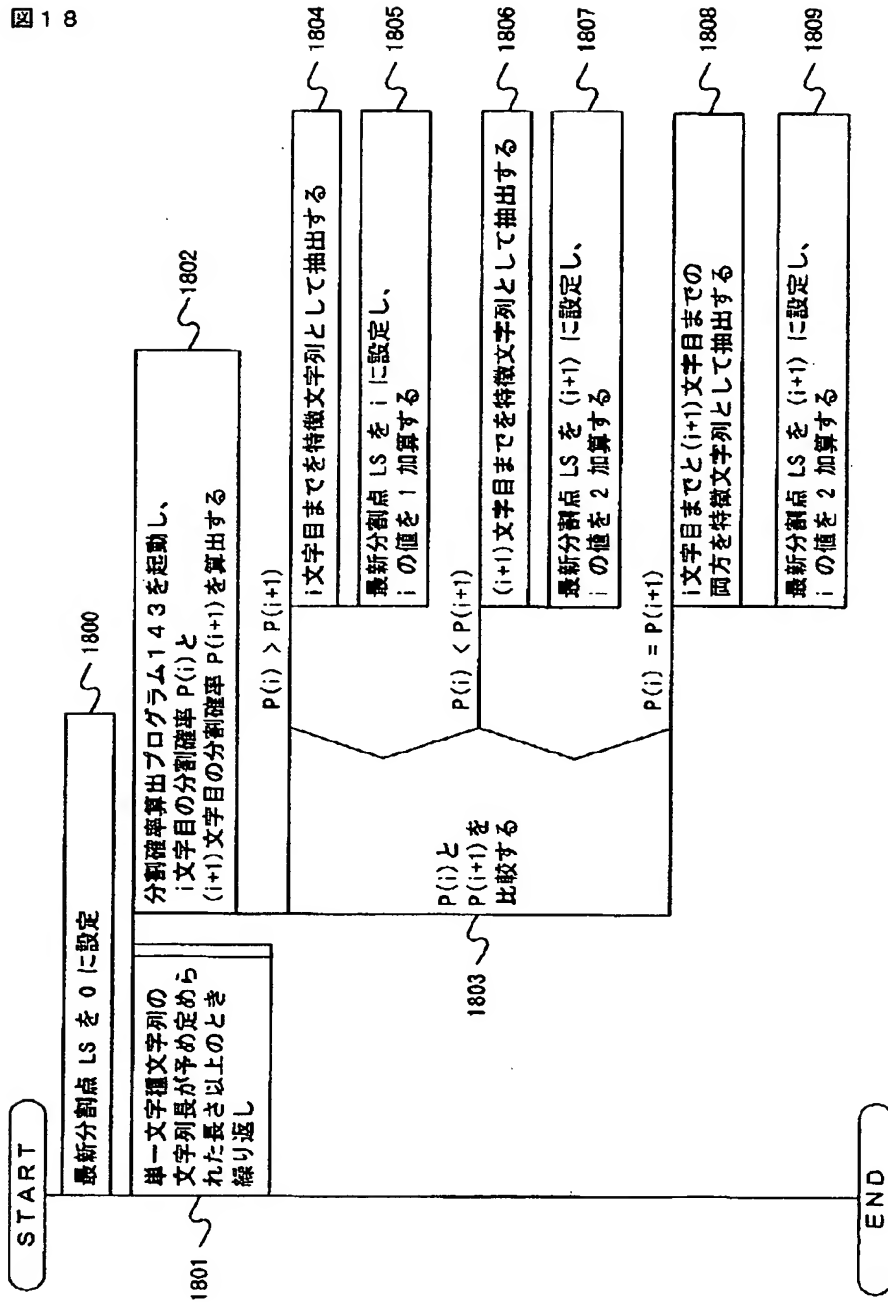 図18
START
最新分割点 LS を 0 に設定
1800
単一文字種文字列の
文字列長が予め定めら
れた長さ以上のとき
繰り返し
1801
分割確率算出プログラム143を起動し、
i文字目の分割確率 P(i)と
(i+1)文字目の分割確率 P(i+1)を算出する
1802
P(i)と
P(i+1)を
比較する
1803
P(i) > P(i+1)
i文字目までを特徴文字列として抽出する
1804
最新分割点 LS を i に設定し、
i の値を 1 加算する
1805
P(i) < P(i+1)
(i+1)文字目までを特徴文字列として抽出する
1806
最新分割点 LS を (i+1) に設定し、
i の値を 2 加算する
1807
P(i) = P(i+1)
i文字目までと(i+1)文字目までの
両方を特徴文字列として抽出する
1808
最新分割点 LS を (i+1) に設定し、
i の値を 2 加算する
1809
END